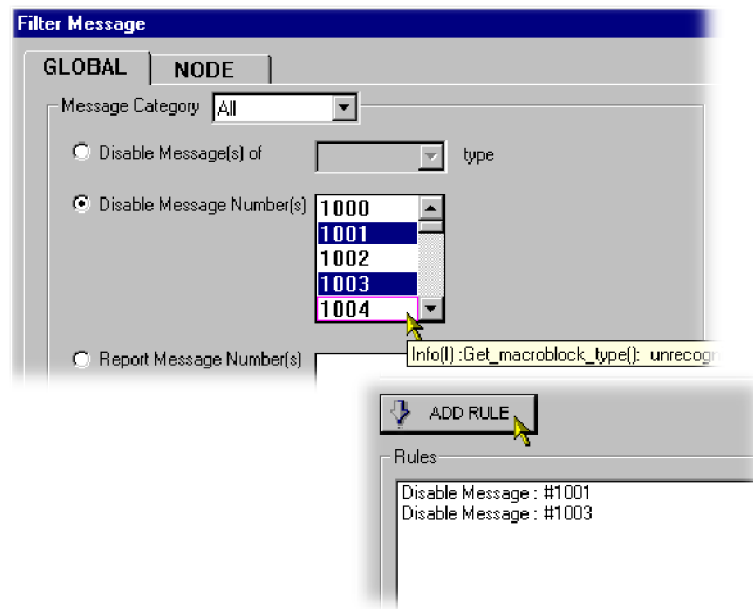 Filter Message
GLOBAL NODE
Message Category All
Disable Message(s) of type
Disable Message Number(s)
1000
1001
1002
1003
1004
Info(I) :Get_macroblock_type(): unrecogn
Report Message Number(s)
ADD RULE
Rules
Disable Message : #1001
Disable Message : #1003